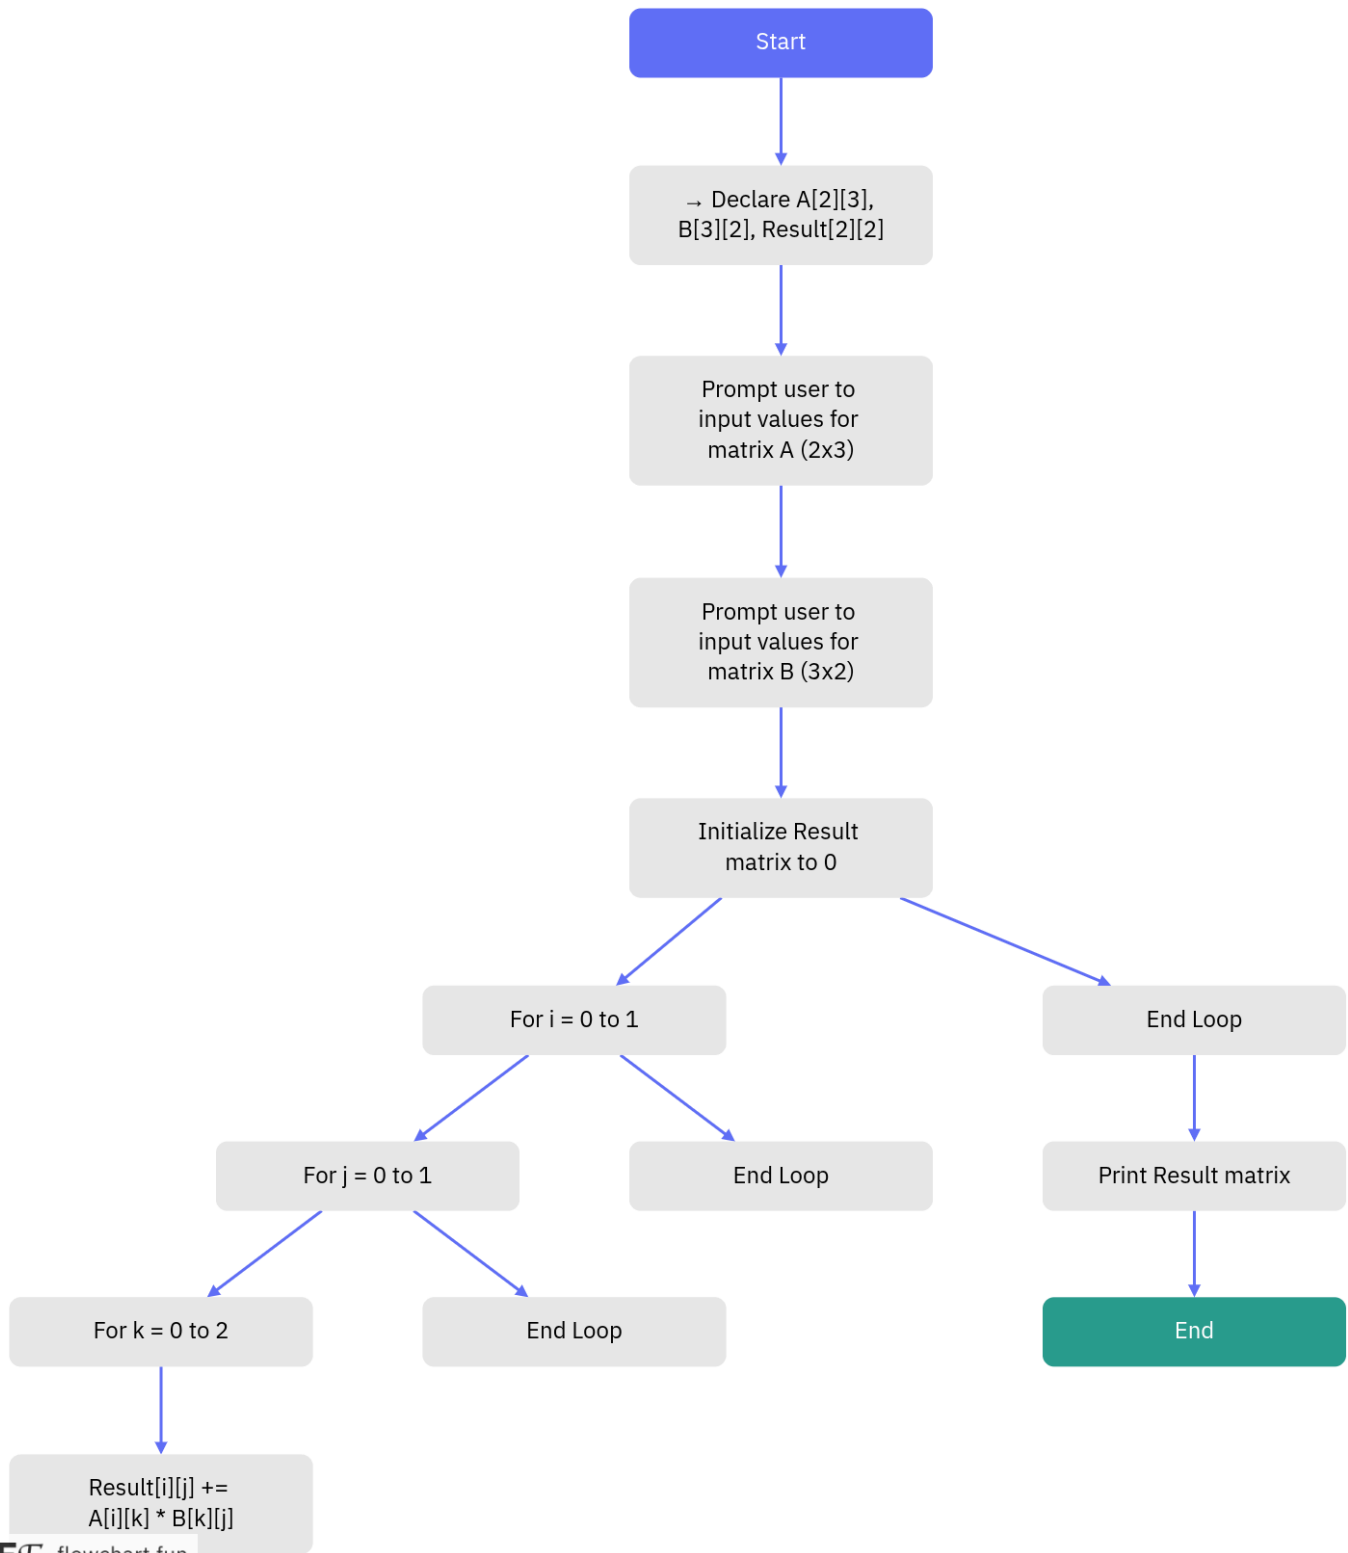 Start
→ Declare A[2][3],
B[3][2], Result[2][2]
Prompt user to
input values for
matrix A (2x3)
Prompt user to
input values for
matrix B (3x2)
Initialize Result
matrix to 0
For i = 0 to 1
End Loop
For j = 0 to 1
End Loop
Print Result matrix
For k = 0 to 2
End Loop
End
Result[i][j] +=
A[i][k] * B[k][j]
flowchart fun